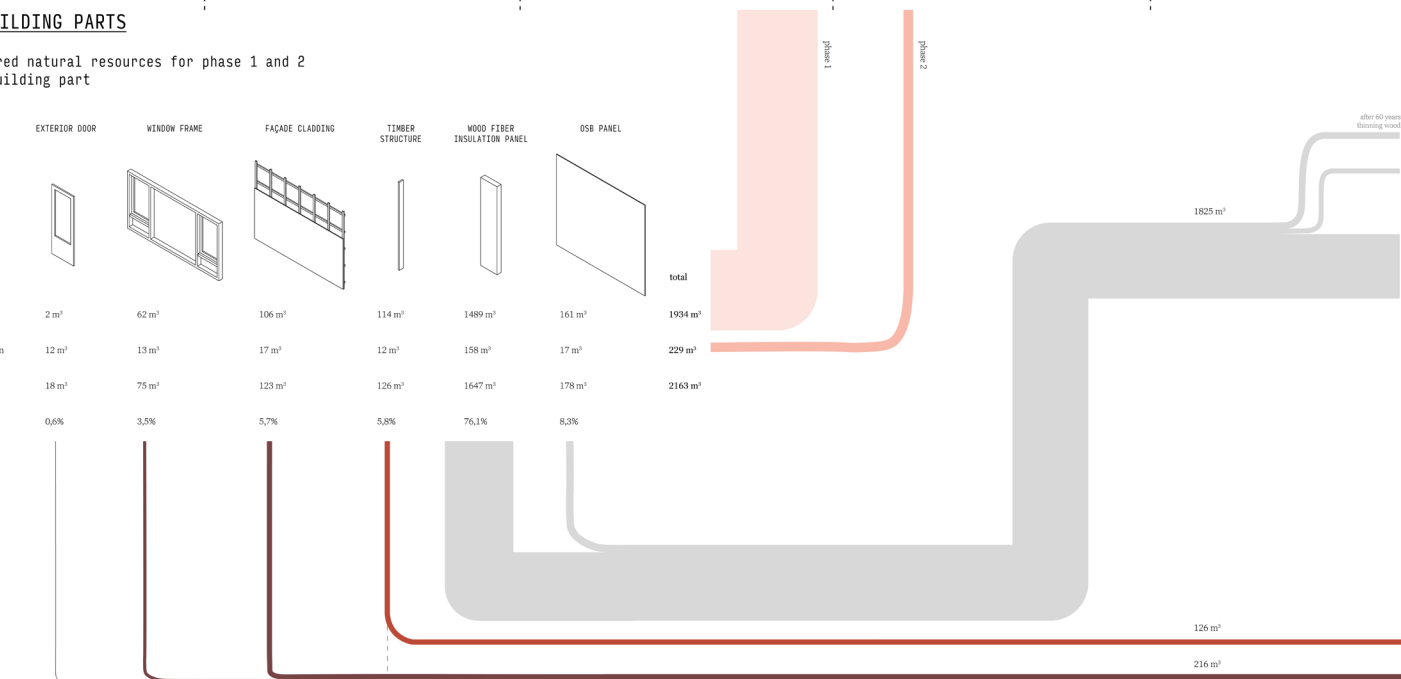 ILDING PARTS
red natural resources for phase 1 and 2
uilding part
phase 1
phase 2
after 60 years
thinning wood
EXTERIOR DOOR
WINDOW FRAME
FAÇADE CLADDING
TIMBER
STRUCTURE
WOOD FIBER
INSULATION PANEL
OSB PANEL
1825 m³
total
2 m³ 62 m³ 106 m³ 114 m³ 1489 m³ 161 m³ 1934 m³
n 12 m³ 13 m³ 17 m³ 12 m³ 158 m³ 17 m³ 229 m³
18 m³ 75 m³ 123 m³ 126 m³ 1647 m³ 178 m³ 2163 m³
0,6% 3,5% 5,7% 5,8% 76,1% 8,3%
126 m³
216 m³